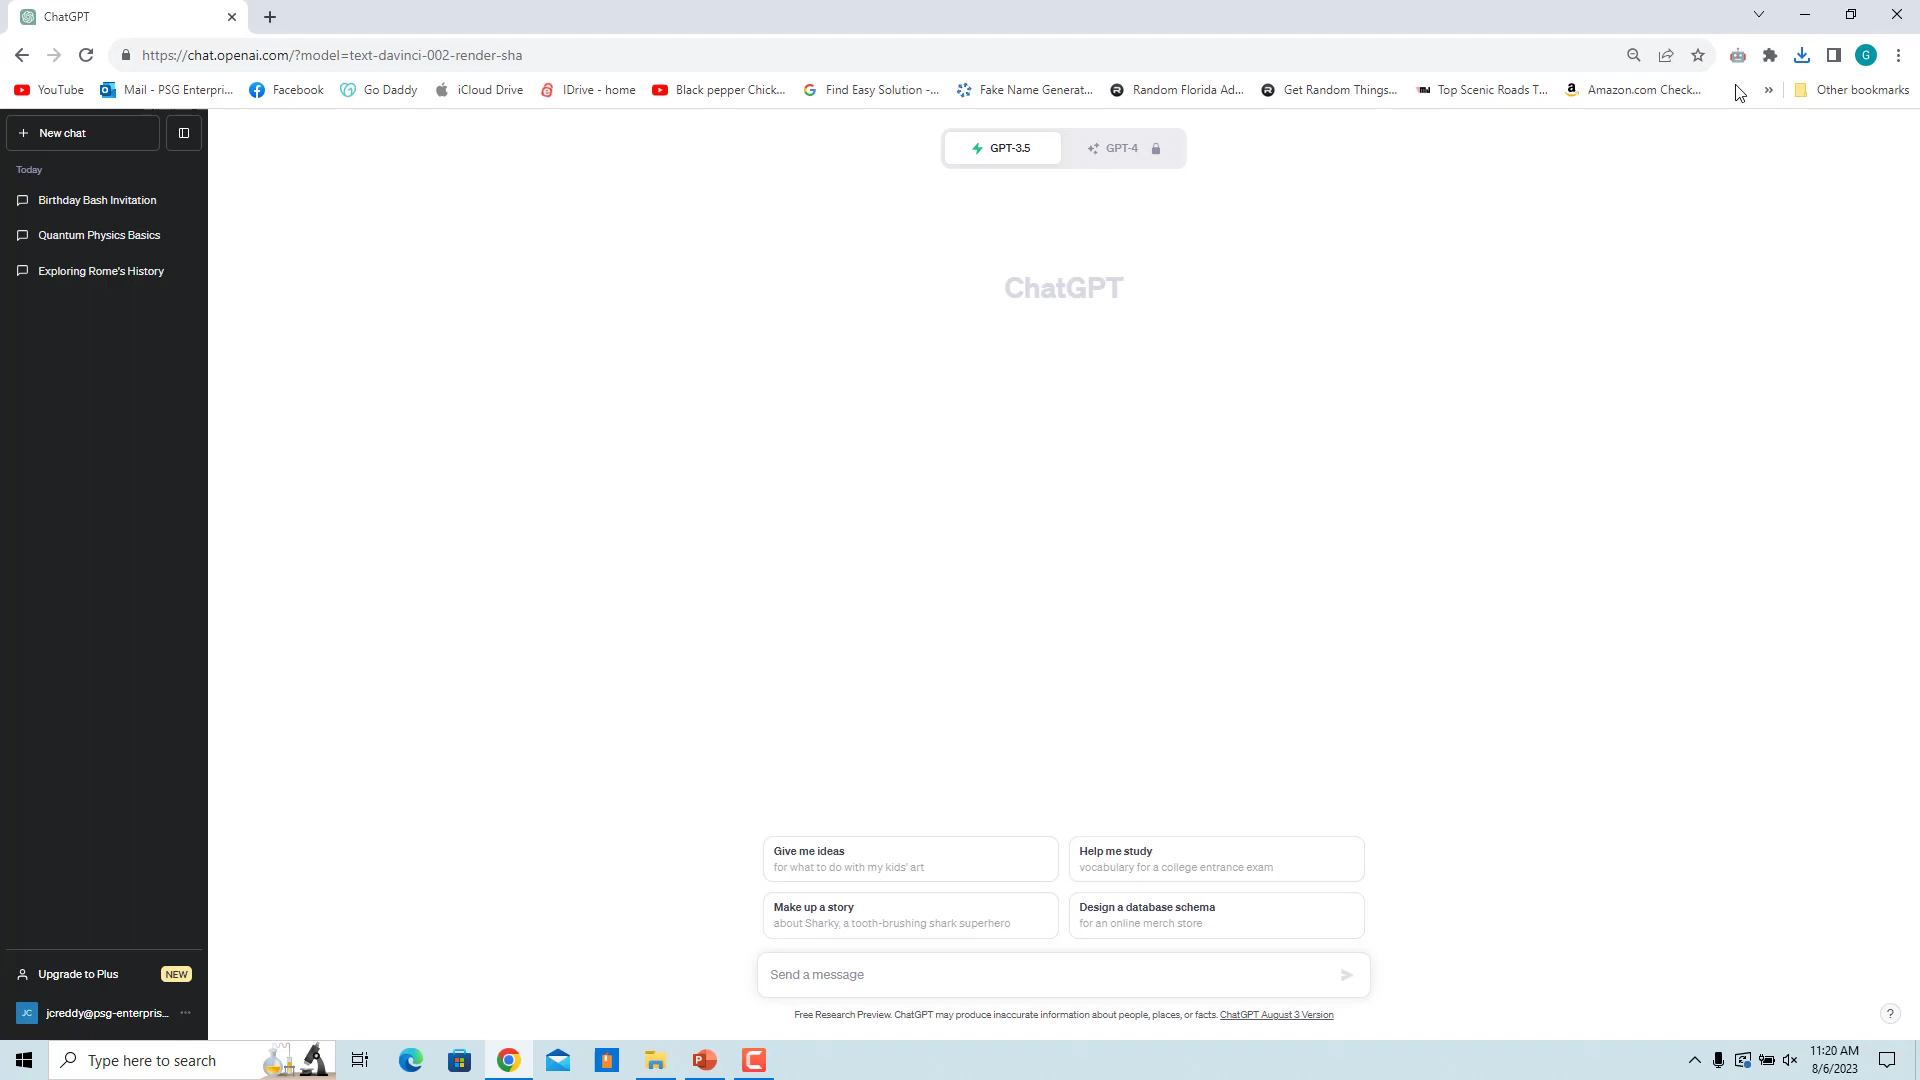 ChatGPT
https://chat.openai.com/?model=text-davinci-002-render-sha
G
YouTube
Mail - PSG Enterpri...
Facebook
Go Daddy
iCloud Drive
IDrive - home
Black pepper Chick...
Find Easy Solution -...
Fake Name Generat...
Random Florida Ad...
Get Random Things...
Top Scenic Roads T...
Amazon.com Check...
Other bookmarks
New chat
Today
Birthday Bash Invitation
Quantum Physics Basics
Exploring Rome's History
Upgrade to Plus NEW
JC jcreddy@psg-enterpris...
GPT-3.5
GPT-4
ChatGPT
Give me ideas
for what to do with my kids' art
Help me study
vocabulary for a college entrance exam
Make up a story
about Sharky, a tooth-brushing shark superhero
Design a database schema
for an online merch store
Send a message
Free Research Preview. ChatGPT may produce inaccurate information about people, places, or facts. ChatGPT August 3 Version
?
Type here to search
11:20 AM
8/6/2023